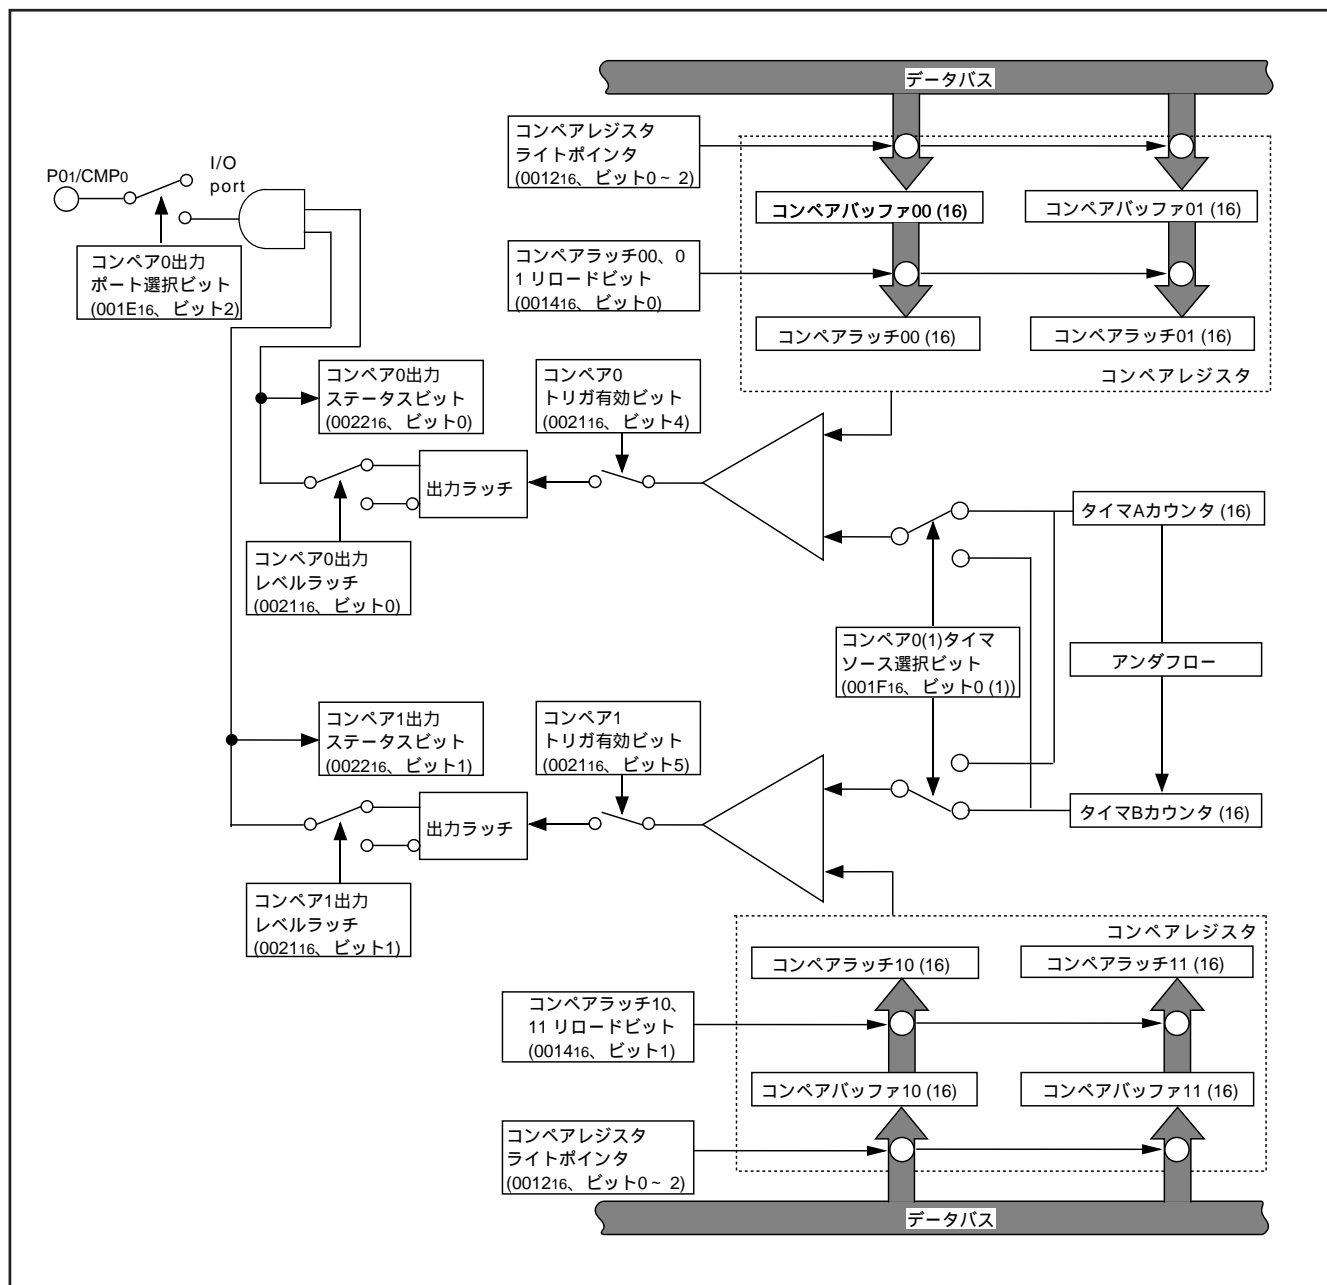 データバス
コンペアレジスタ
ライトポインタ
(001216、ビット0 ~ 2)
I/O
port
P01/CMP0
コンペアバッファ00 (16)
コンペアバッファ01 (16)
コンペア0出力
ポート選択ビット
(001E16、ビット2)
コンペアラッチ00、0
1 リロードビット
(001416、ビット0)
コンペアラッチ00 (16)
コンペアラッチ01 (16)
コンペアレジスタ
コンペア0出力
ステータスビット
(002216、ビット0)
コンペア0
トリガ有効ビット
(002116、ビット4)
出力ラッチ
タイマAカウンタ (16)
コンペア0出力
レベルラッチ
(002116、ビット0)
コンペア0(1)タイマ
ソース選択ビット
(001F16、ビット0 (1))
アンダフロー
コンペア1出力
ステータスビット
(002216、ビット1)
コンペア1
トリガ有効ビット
(002116、ビット5)
出力ラッチ
タイマBカウンタ (16)
コンペア1出力
レベルラッチ
(002116、ビット1)
コンペアレジスタ
コンペアラッチ10 (16)
コンペアラッチ11 (16)
コンペアラッチ10、
11 リロードビット
(001416、ビット1)
コンペアバッファ10 (16)
コンペアバッファ11 (16)
コンペアレジスタ
ライトポインタ
(001216、ビット0 ~ 2)
データバス